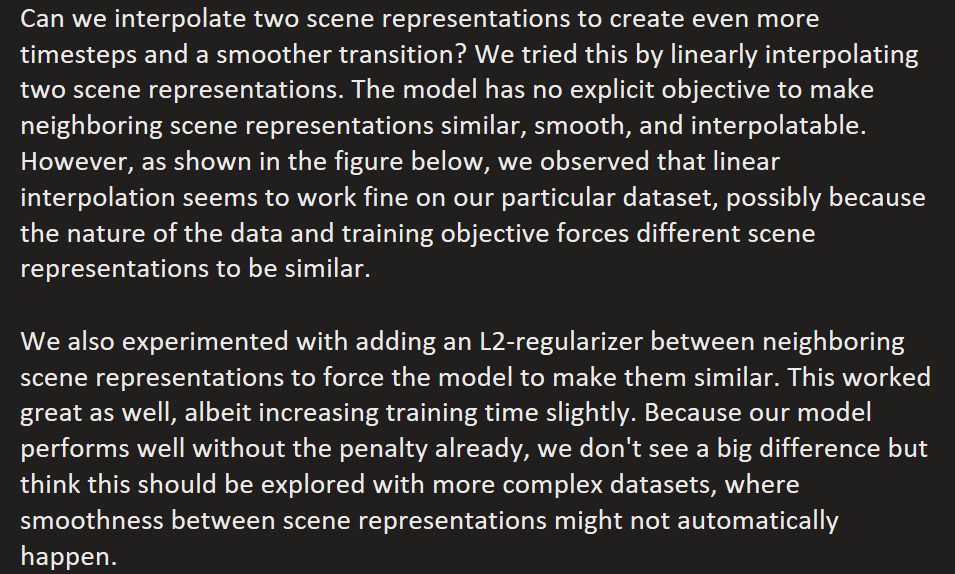 Can we interpolate two scene representations to create even more
timesteps and a smoother transition? We tried this by linearly interpolating
two scene representations. The model has no explicit objective to make
neighboring scene representations similar, smooth, and interpolatable.
However, as shown in the figure below, we observed that linear
interpolation seems to work fine on our particular dataset, possibly because
the nature of the data and training objective forces different scene
representations to be similar.
We also experimented with adding an L2-regularizer between neighboring
scene representations to force the model to make them similar. This worked
great as well, albeit increasing training time slightly. Because our model
performs well without the penalty already, we don't see a big difference but
think this should be explored with more complex datasets, where
smoothness between scene representations might not automatically
happen.